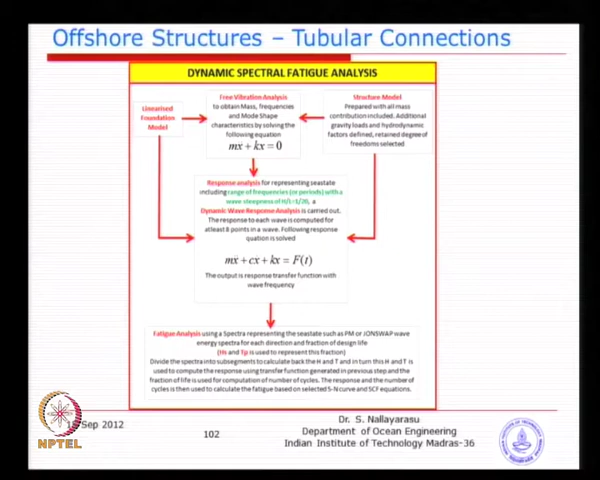 Offshore Structures – Tubular Connections
DYNAMIC SPECTRAL FATIGUE ANALYSIS
Linearised
Foundation
Model
Free Vibration Analysis
to obtain Mass, frequencies
and Mode Shape
characteristics by solving the
following equation
mx + kx = 0
Structure Model
Prepared with all mass
contribution included. Additional
gravity loads and hydrodynamic
factors defined, retained degree of
freedoms selected
Response analysis for representing seastate
including range of frequencies (re periods) with a
wave steepness of H/L=1/20, a
Dynamic Wave Response Analysis is carried out.
The response to each wave is computed for
atleast 8 points in a wave. Following response
quation is solved
mx + cx + kx = F(t)
The output is response transfer function with
wave frequency
Fatigue Analysis using a Spectra representing the seastate such as PM or JONSWAP wave
energy spectra for each direction and fraction of design life
(Hs and Tp is used to represent this fraction)
Divide the spectra into subsegments to calculate back the H and T and in turn this H and T is
used to compute the response using transfer function generated in previous step and the
fraction of life is used for computation of number of cycles. The response and the number of
cycles is then used to calculate the fatigue based on selected S-N curve and SCF equations.
Sep 2012
102
Dr. S. Nallayarasu
Department of Ocean Engineering
Indian Institute of Technology Madras-36
NPTEL